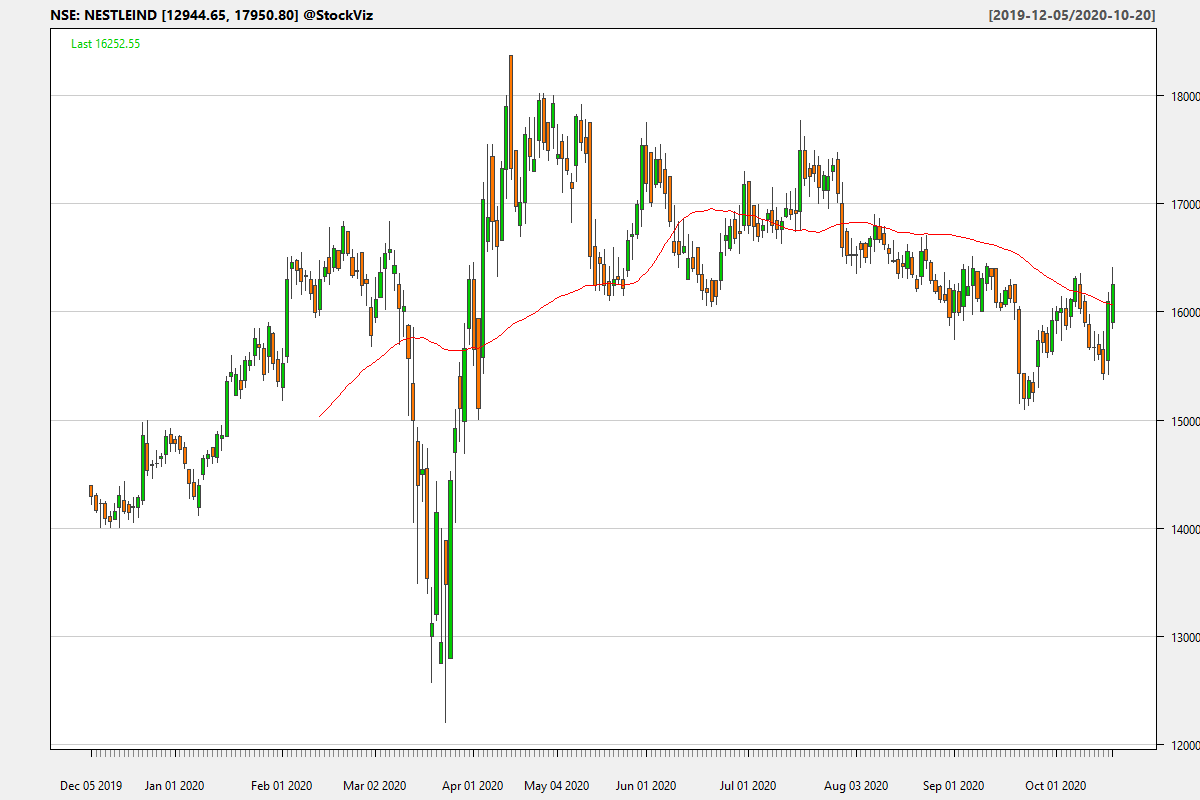 NSE: NESTLEIND [12944.65, 17950.80] @StockViz [2019-12-05/2020-10-20]
Last 16252.55
18000
17000
16000
15000
14000
13000
12000
Dec 05 2019 Jan 01 2020 Feb 01 2020 Mar 02 2020 Apr 01 2020 May 04 2020 Jun 01 2020 Jul 01 2020 Aug 03 2020 Sep 01 2020 Oct 01 2020